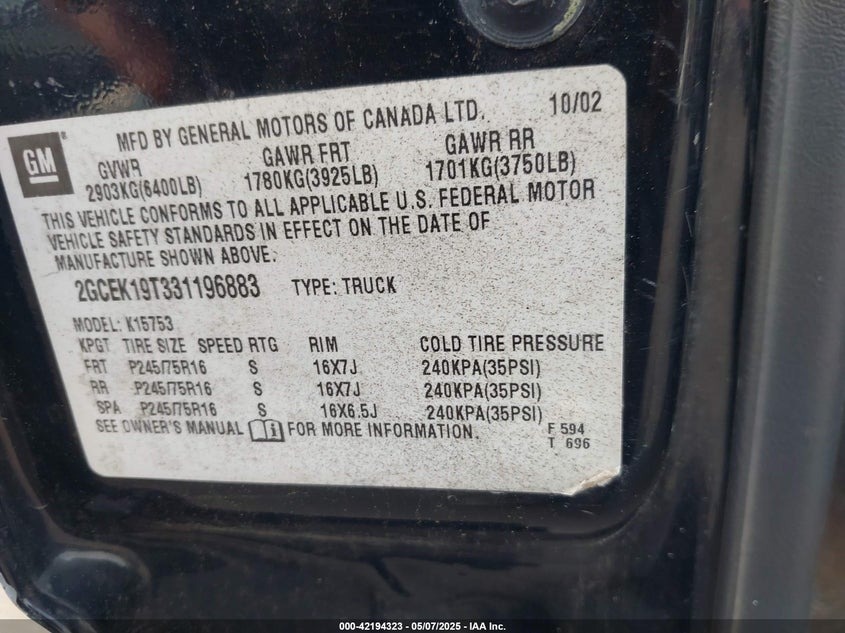 GM
®
MFD BY GENERAL MOTORS OF CANADA LTD. 10/02
GVWR GAWR FRT GAWR RR
2903KG(6400LB) 1780KG(3925LB) 1701KG(3750LB)
THIS VEHICLE CONFORMS TO ALL APPLICABLE U.S. FEDERAL MOTOR
VEHICLE SAFETY STANDARDS IN EFFECT ON THE DATE OF
MANUFACTURE SHOWN ABOVE.
2GCEK19T331196883 TYPE: TRUCK
MODEL: K15753
KPGT TIRE SIZE SPEED RTG RIM COLD TIRE PRESSURE
FRT P245/75R16 S 16X7J 240KPA(35PSI)
RR P245/75R16 S 16X7J 240KPA(35PSI)
SPA P245/75R16 S 16X6.5J 240KPA(35PSI)
SEE OWNER'S MANUAL i FOR MORE INFORMATION.
F 594
T 696
000-42194323 — 05/07/2025 — IAA Inc.